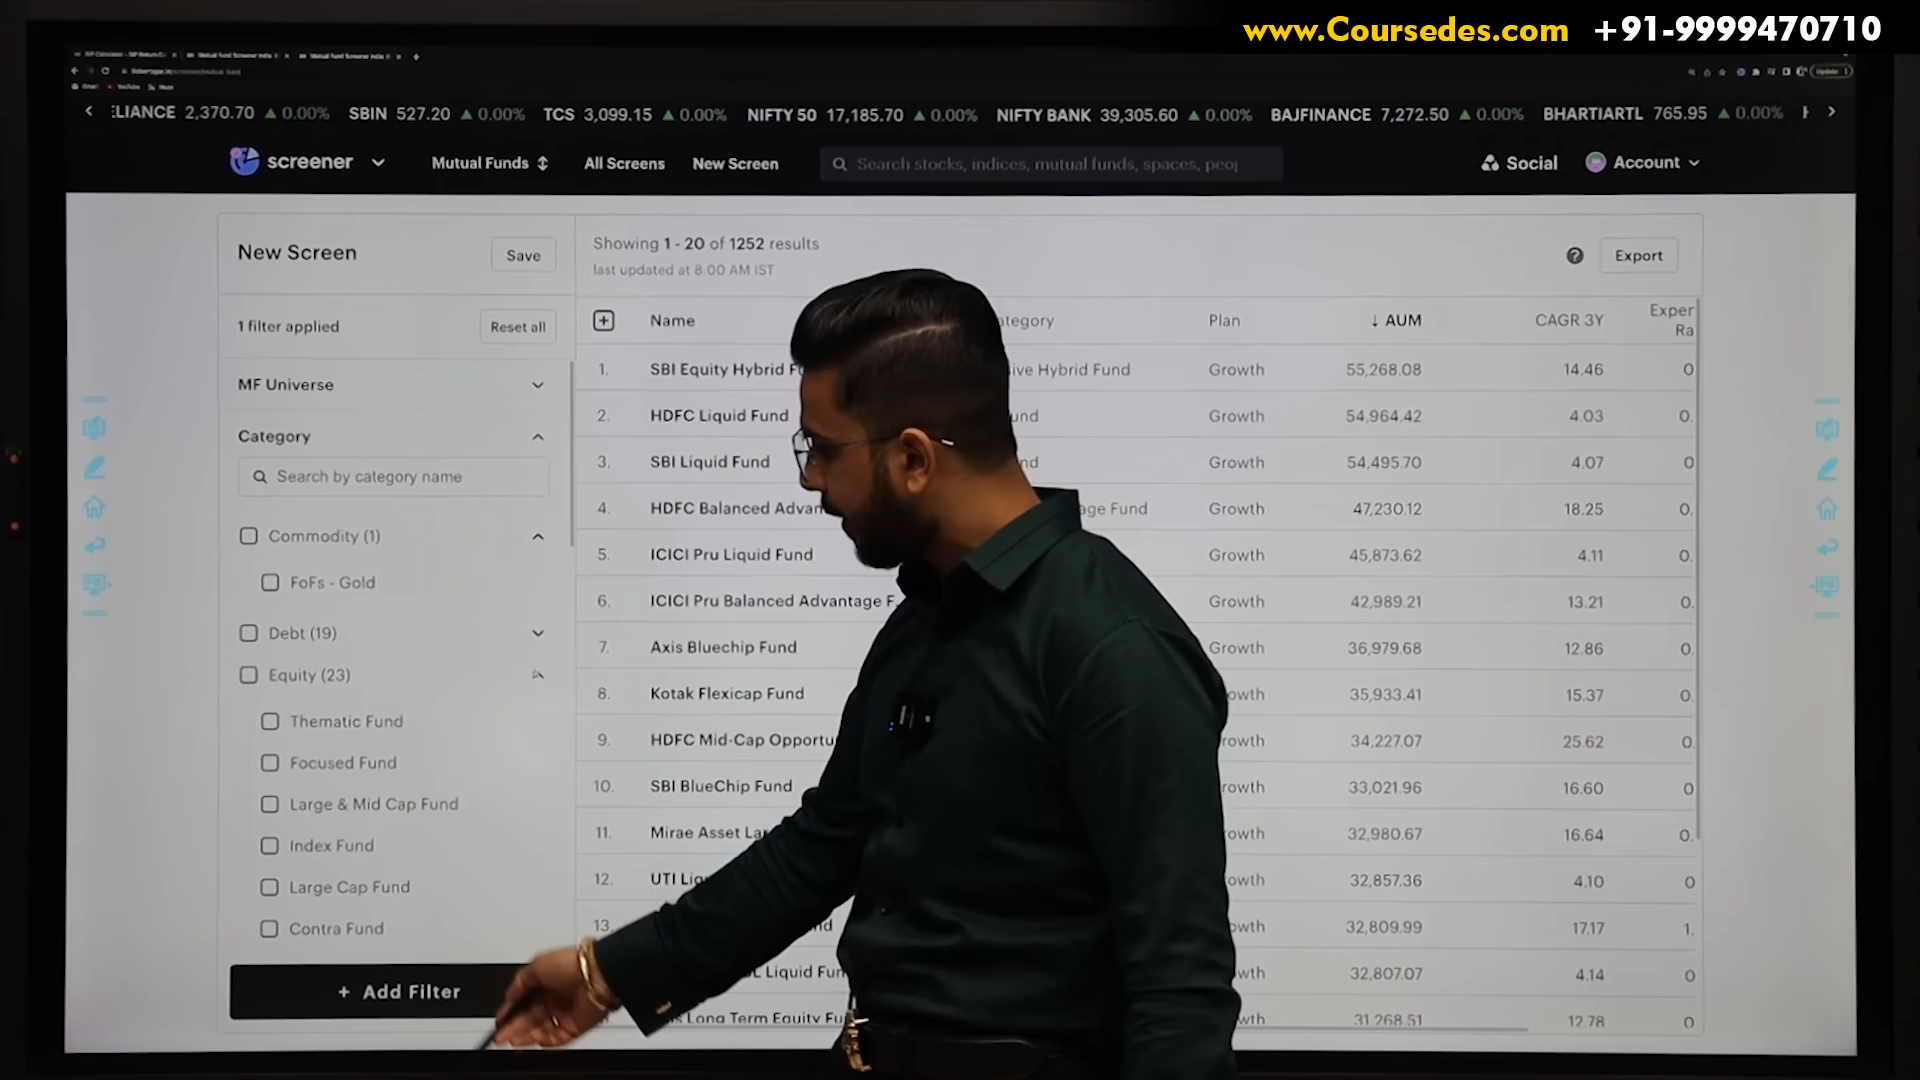 www.Coursedes.com +91-9999470710
ELIANCE 2,370.70 ▲ 0.00% SBIN 527.20 ▲ 0.00% TCS 3,099.15 ▲ 0.00% NIFTY 50 17,185.70 ▲ 0.00% NIFTY BANK 39,305.60 ▲ 0.00% BAJFINANCE 7,272.50 ▲ 0.00% BHARTIARTL 765.95 ▲ 0.00%
screener Mutual Funds All Screens New Screen Search stocks, indices, mutual funds, spaces, peop Social Account
New Screen Save
Showing 1 - 20 of 1252 results
last updated at 8:00 AM IST
Export
1 filter applied Reset all
MF Universe
Category
Search by category name
Commodity (1)
FoFs - Gold
Debt (19)
Equity (23)
Thematic Fund
Focused Fund
Large & Mid Cap Fund
Index Fund
Large Cap Fund
Contra Fund
+ Add Filter
Name tegory Plan ↓ AUM CAGR 3Y Exper
Ra
1. SBI Equity Hybrid F ive Hybrid Fund Growth 55,268.08 14.46 0
2. HDFC Liquid Fund und Growth 54,964.42 4.03 0.
3. SBI Liquid Fund nd Growth 54,495.70 4.07 0
4. HDFC Balanced Advan age Fund Growth 47,230.12 18.25 0.
5. ICICI Pru Liquid Fund Growth 45,873.62 4.11 0.
6. ICICI Pru Balanced Advantage F.. Growth 42,989.21 13.21 0.
7. Axis Bluechip Fund Growth 36,979.68 12.86 0.
8. Kotak Flexicap Fund owth 35,933.41 15.37 0.
9. HDFC Mid-Cap Opportu rowth 34,227.07 25.62 0.
10. SBI BlueChip Fund rowth 33,021.96 16.60 0
11. Mirae Asset La owth 32,980.67 16.64 0.
12. UTI Liq owth 32,857.36 4.10 0
13. nd owth 32,809.99 17.17 1.
L Liquid Fun wth 32,807.07 4.14 0
s Long Term Equity Fu wth 31,268.51 12.78 0